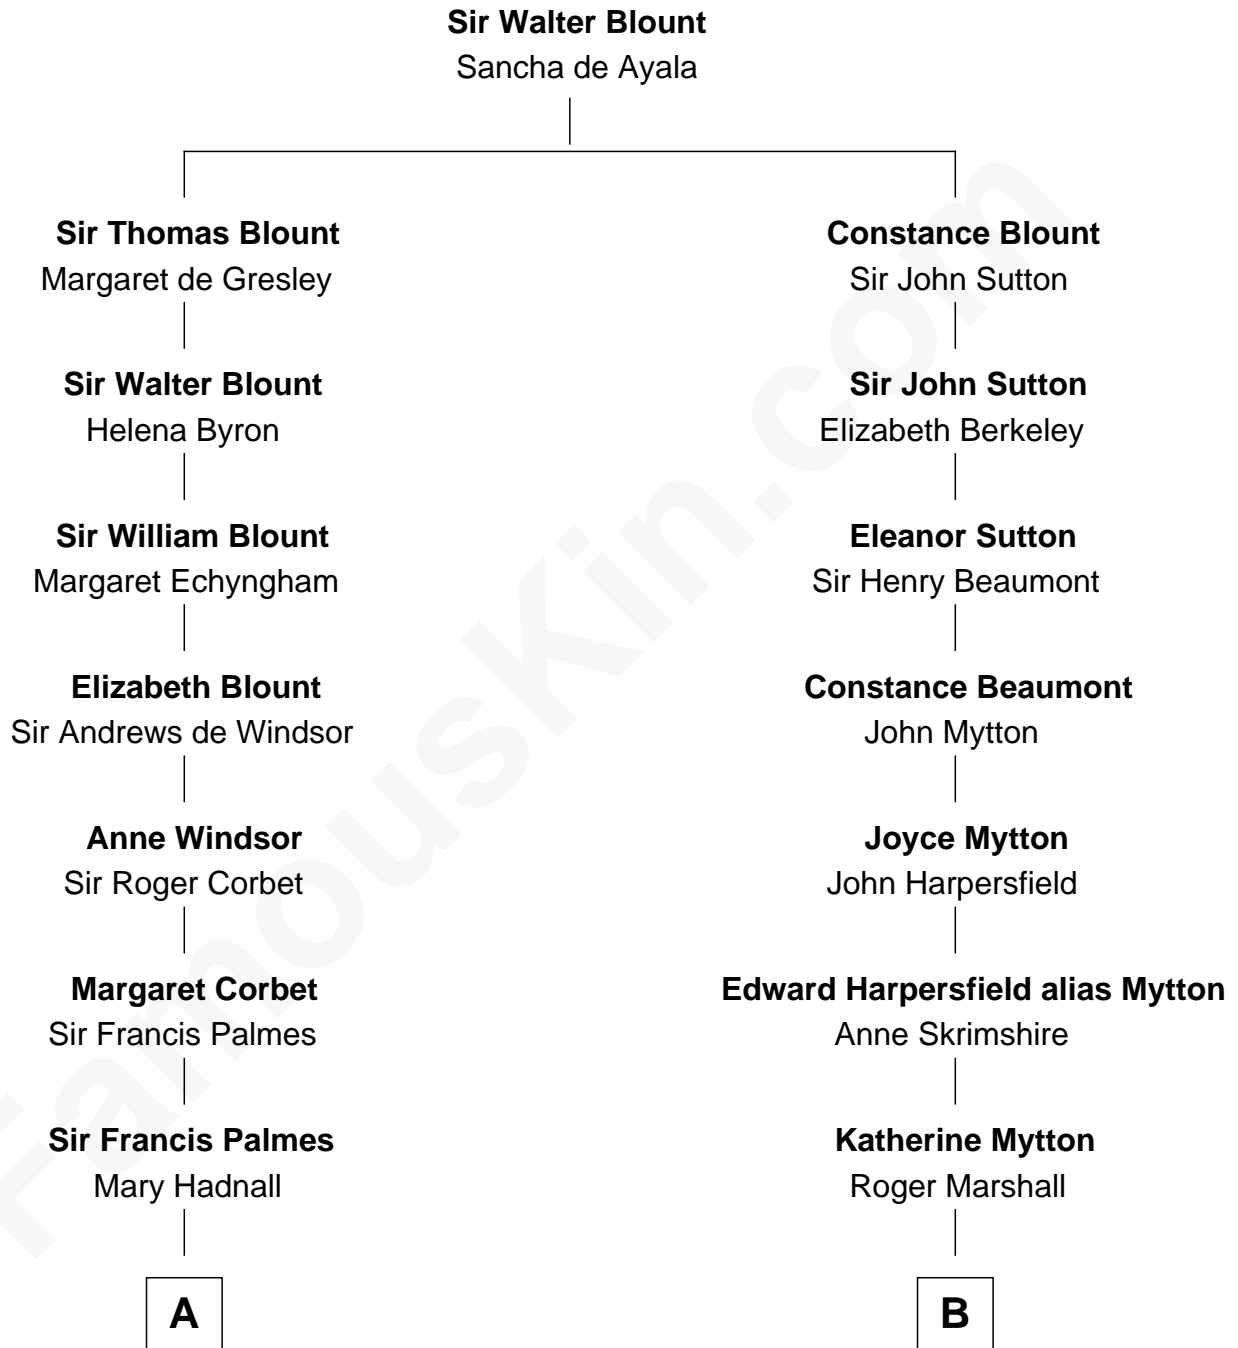 Sir Walter Blount
Sancha de Ayala
Sir Thomas Blount
Margaret de Gresley
Constance Blount
Sir John Sutton
Sir Walter Blount
Helena Byron
Sir John Sutton
Elizabeth Berkeley
Sir William Blount
Margaret Echyngham
Eleanor Sutton
Sir Henry Beaumont
Elizabeth Blount
Sir Andrews de Windsor
Constance Beaumont
John Mytton
Anne Windsor
Sir Roger Corbet
Joyce Mytton
John Harpersfield
Margaret Corbet
Sir Francis Palmes
Edward Harpersfield alias Mytton
Anne Skrimshire
Sir Francis Palmes
Mary Hadnall
Katherine Mytton
Roger Marshall
A
B
FamousKin.com